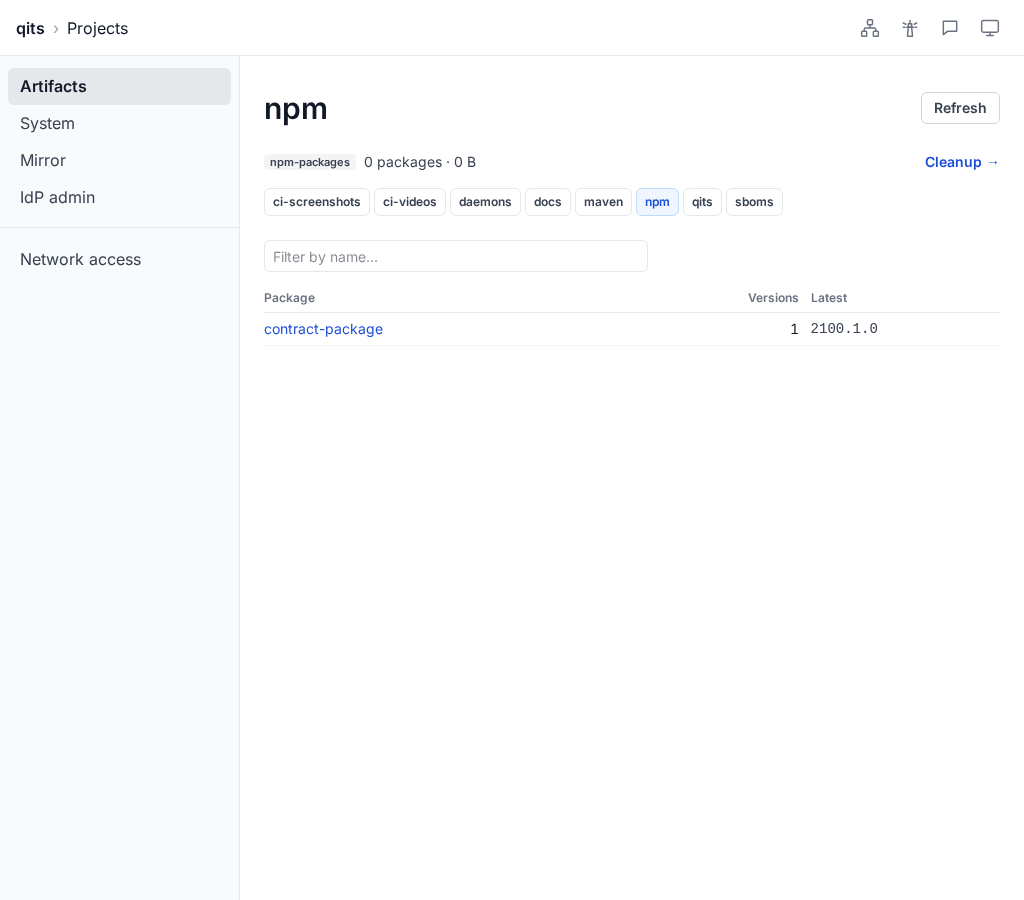 qits › Projects
Artifacts
System
Mirror
IdP admin
Network access
npm
Refresh
npm-packages 0 packages · 0 B
Cleanup →
ci-screenshots ci-videos daemons docs maven npm qits sboms
Filter by name...
Package Versions Latest
contract-package 1 2100.1.0